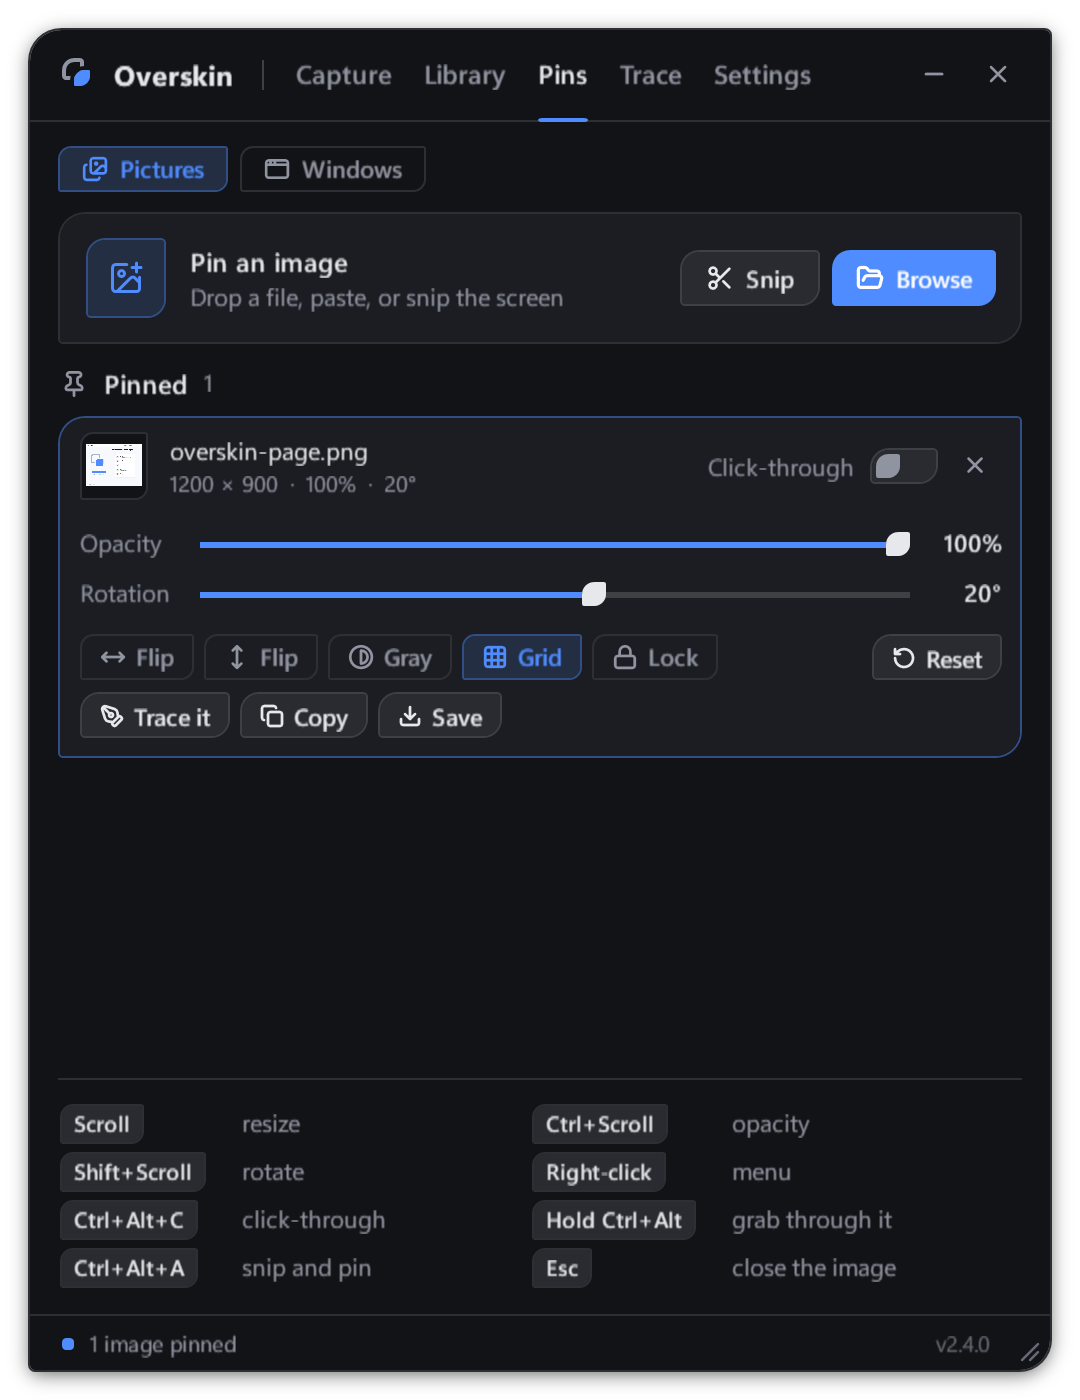 Overskin Capture Library Pins Trace Settings
Pictures Windows
Pin an image
Drop a file, paste, or snip the screen
Snip Browse
Pinned 1
overskin-page.png
1200 × 900 · 100% · 20°
Click-through
Opacity 100%
Rotation 20°
Flip Flip Gray Grid Lock Reset
Trace it Copy Save
Scroll resize Ctrl+Scroll opacity
Shift+Scroll rotate Right-click menu
Ctrl+Alt+C click-through Hold Ctrl+Alt grab through it
Ctrl+Alt+A snip and pin Esc close the image
1 image pinned v2.4.0